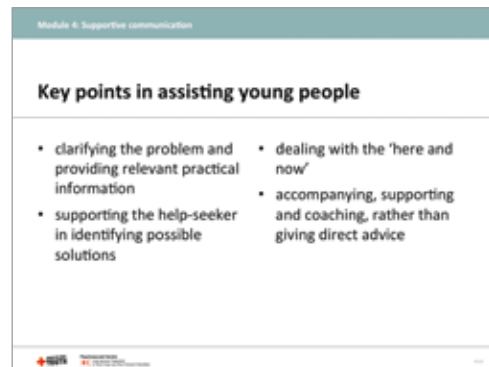 Module 4: Supportive communication
Key points in assisting young people
• clarifying the problem and
providing relevant practical
information
• supporting the help-seeker
in identifying possible
solutions
• dealing with the ‘here and
now’
• accompanying, supporting
and coaching, rather than
giving direct advice